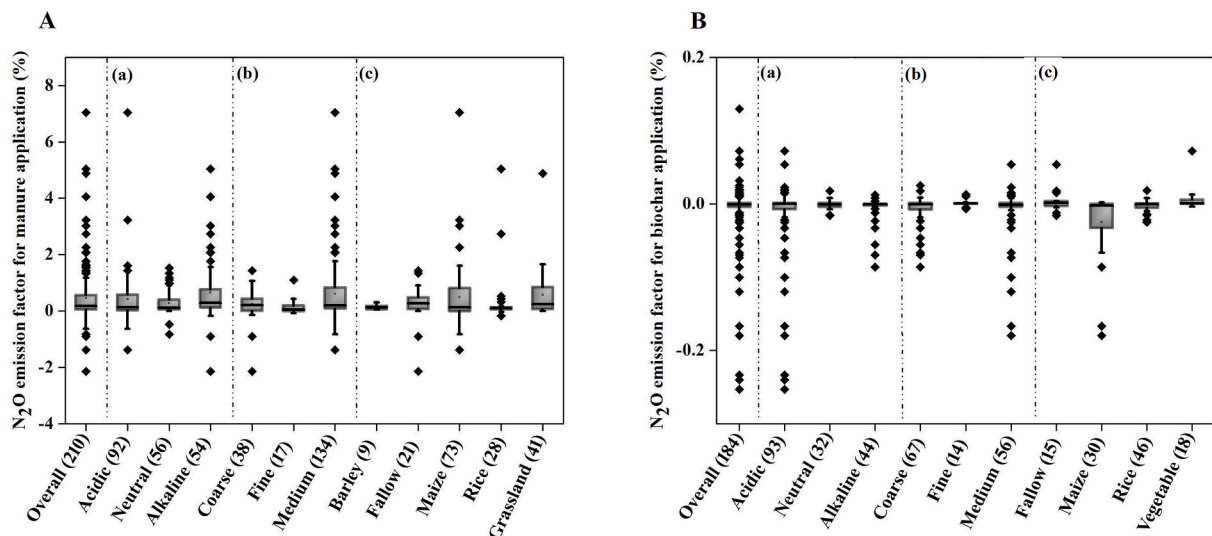 A
N2O emission factor for manure application (%)
8
6
4
2
0
-2
-4
(a)
(b)
(c)
Overall (210)
Acidic (92)
Neutral (56)
Alkaline (54)
Coarse (38)
Fine (17)
Medium (134)
Barley (9)
Fallow (21)
Maize (73)
Rice (28)
Grassland (41)
B
N2O emission factor for biochar application (%)
0.2
0.0
-0.2
(a)
(b)
(c)
Overall (184)
Acidic (93)
Neutral (32)
Alkaline (44)
Coarse (67)
Fine (14)
Medium (56)
Fallow (15)
Maize (30)
Rice (46)
Vegetable (18)